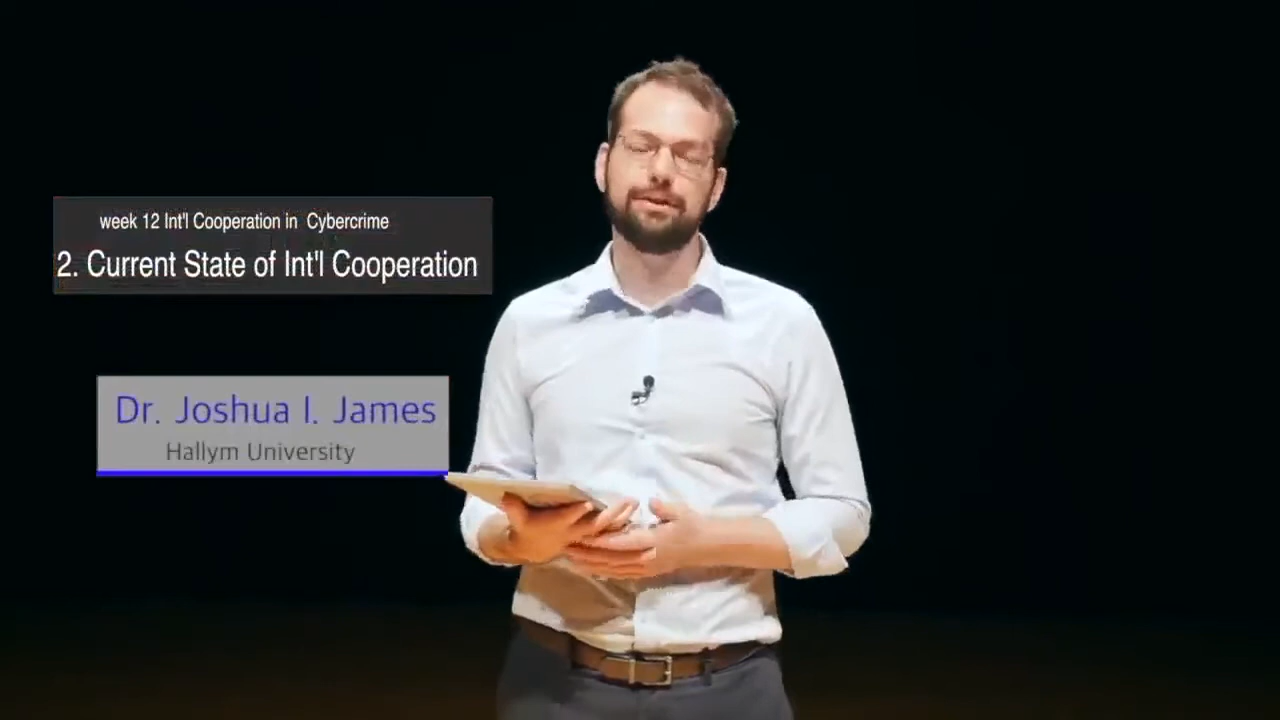 week 12 Int'l Cooperation in  Cybercrime
2. Current State of Int'l Cooperation
Dr. Joshua I. James
Hallym University